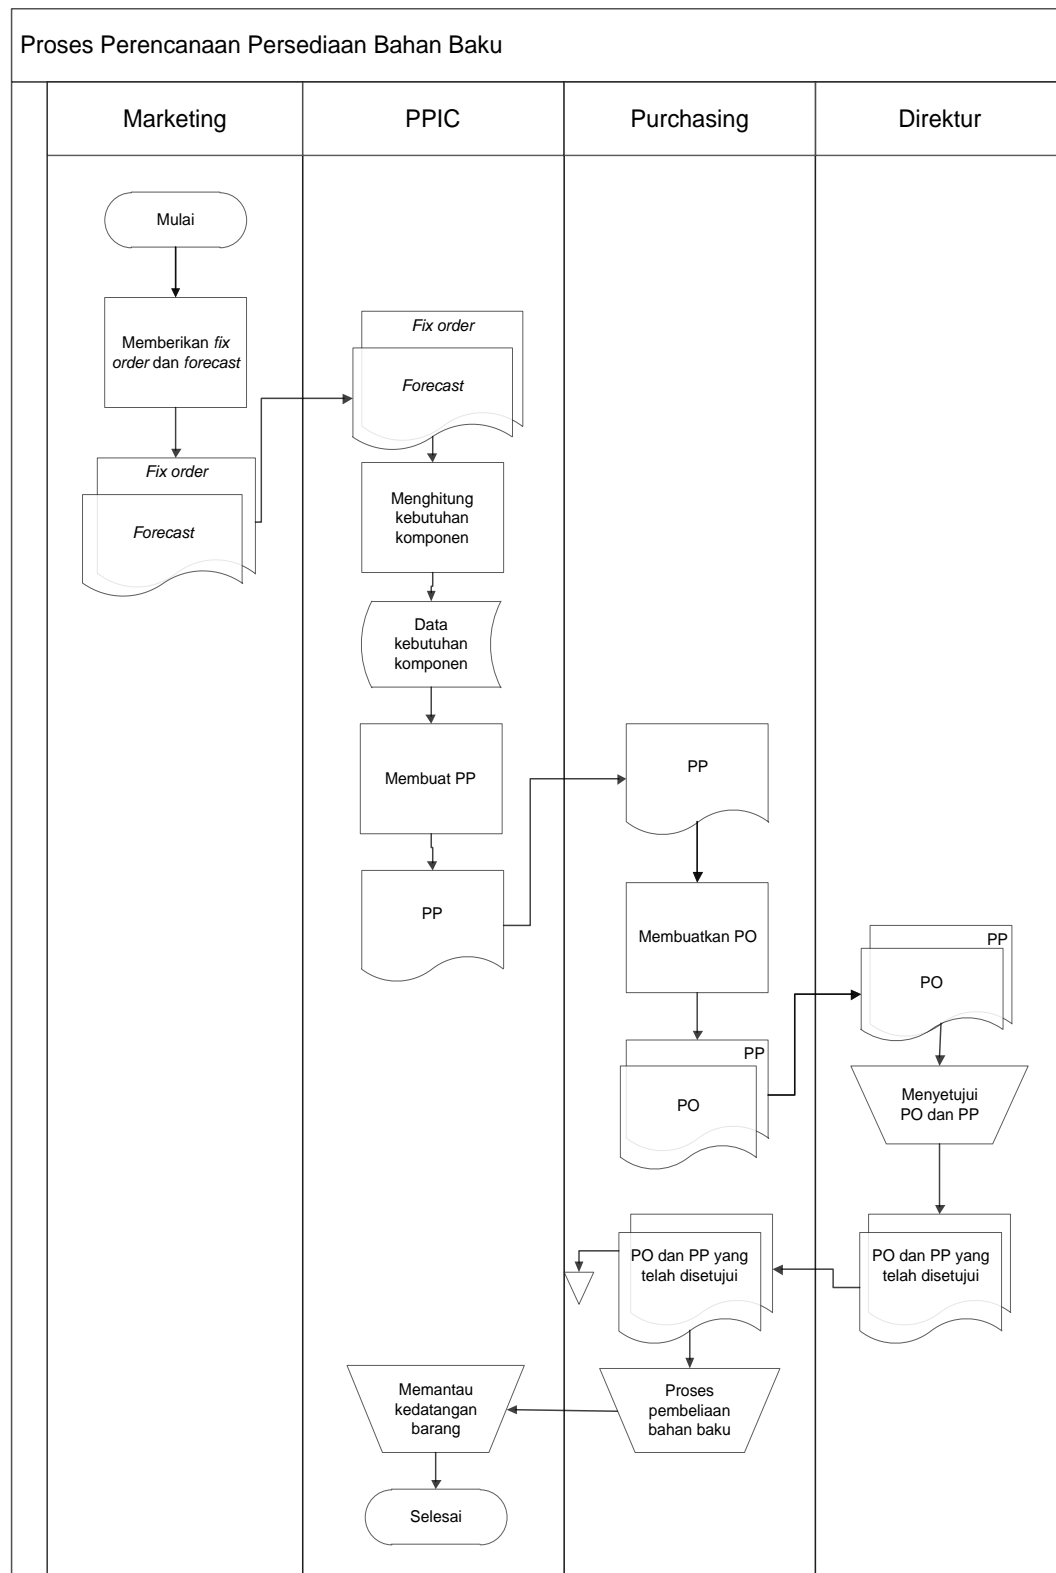 Proses Perencanaan Persediaan Bahan Baku
Marketing
PPIC
Purchasing
Direktur
Mulai
Memberikan fix
order dan forecast
Fix order
Forecast
Fix order
Forecast
Menghitung
kebutuhan
komponen
Data
kebutuhan
komponen
Membuat PP
PP
PP
Membuatkan PO
PP
PO
PP
PO
Menyetujui
PO dan PP
PO dan PP yang
telah disetujui
PO dan PP yang
telah disetujui
Proses
pembeliaan
bahan baku
Memantau
kedatangan
barang
Selesai